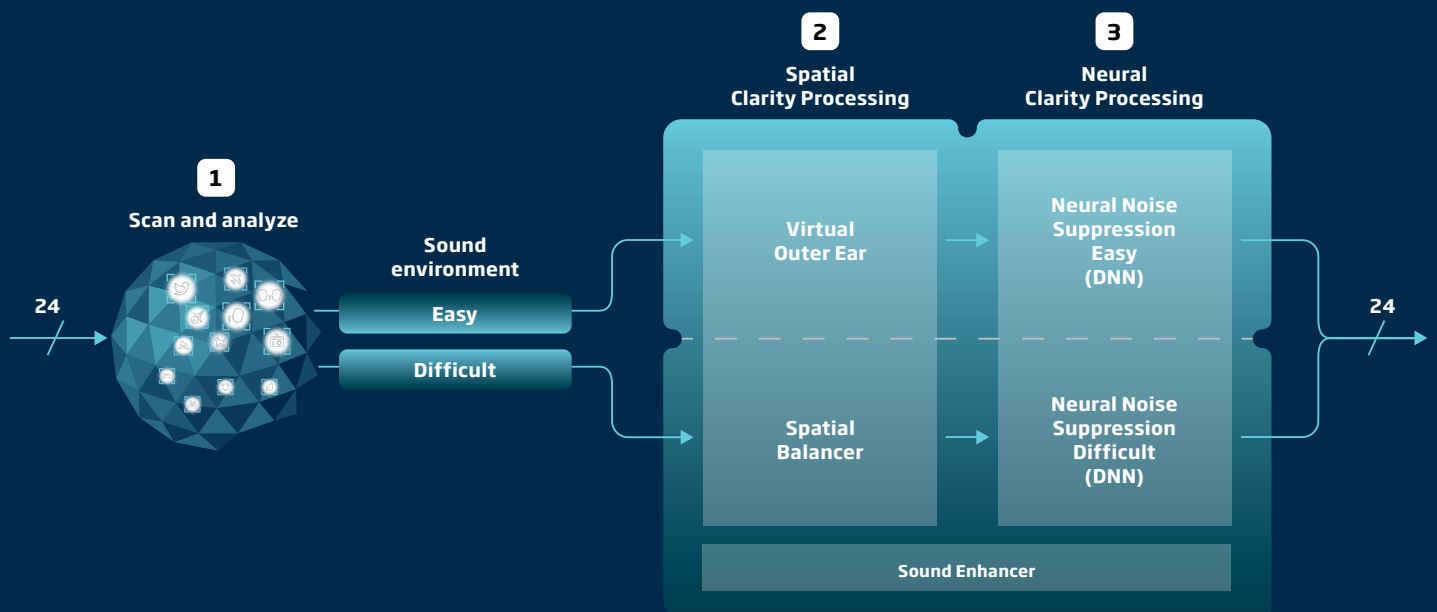 2
Spatial
Clarity Processing
3
Neural
Clarity Processing
1
Scan and analyze
24
Sound
environment
Easy
Difficult
Virtual
Outer Ear
Neural Noise
Suppression
Easy
(DNN)
Spatial
Balancer
Neural Noise
Suppression
Difficult
(DNN)
Sound Enhancer
24